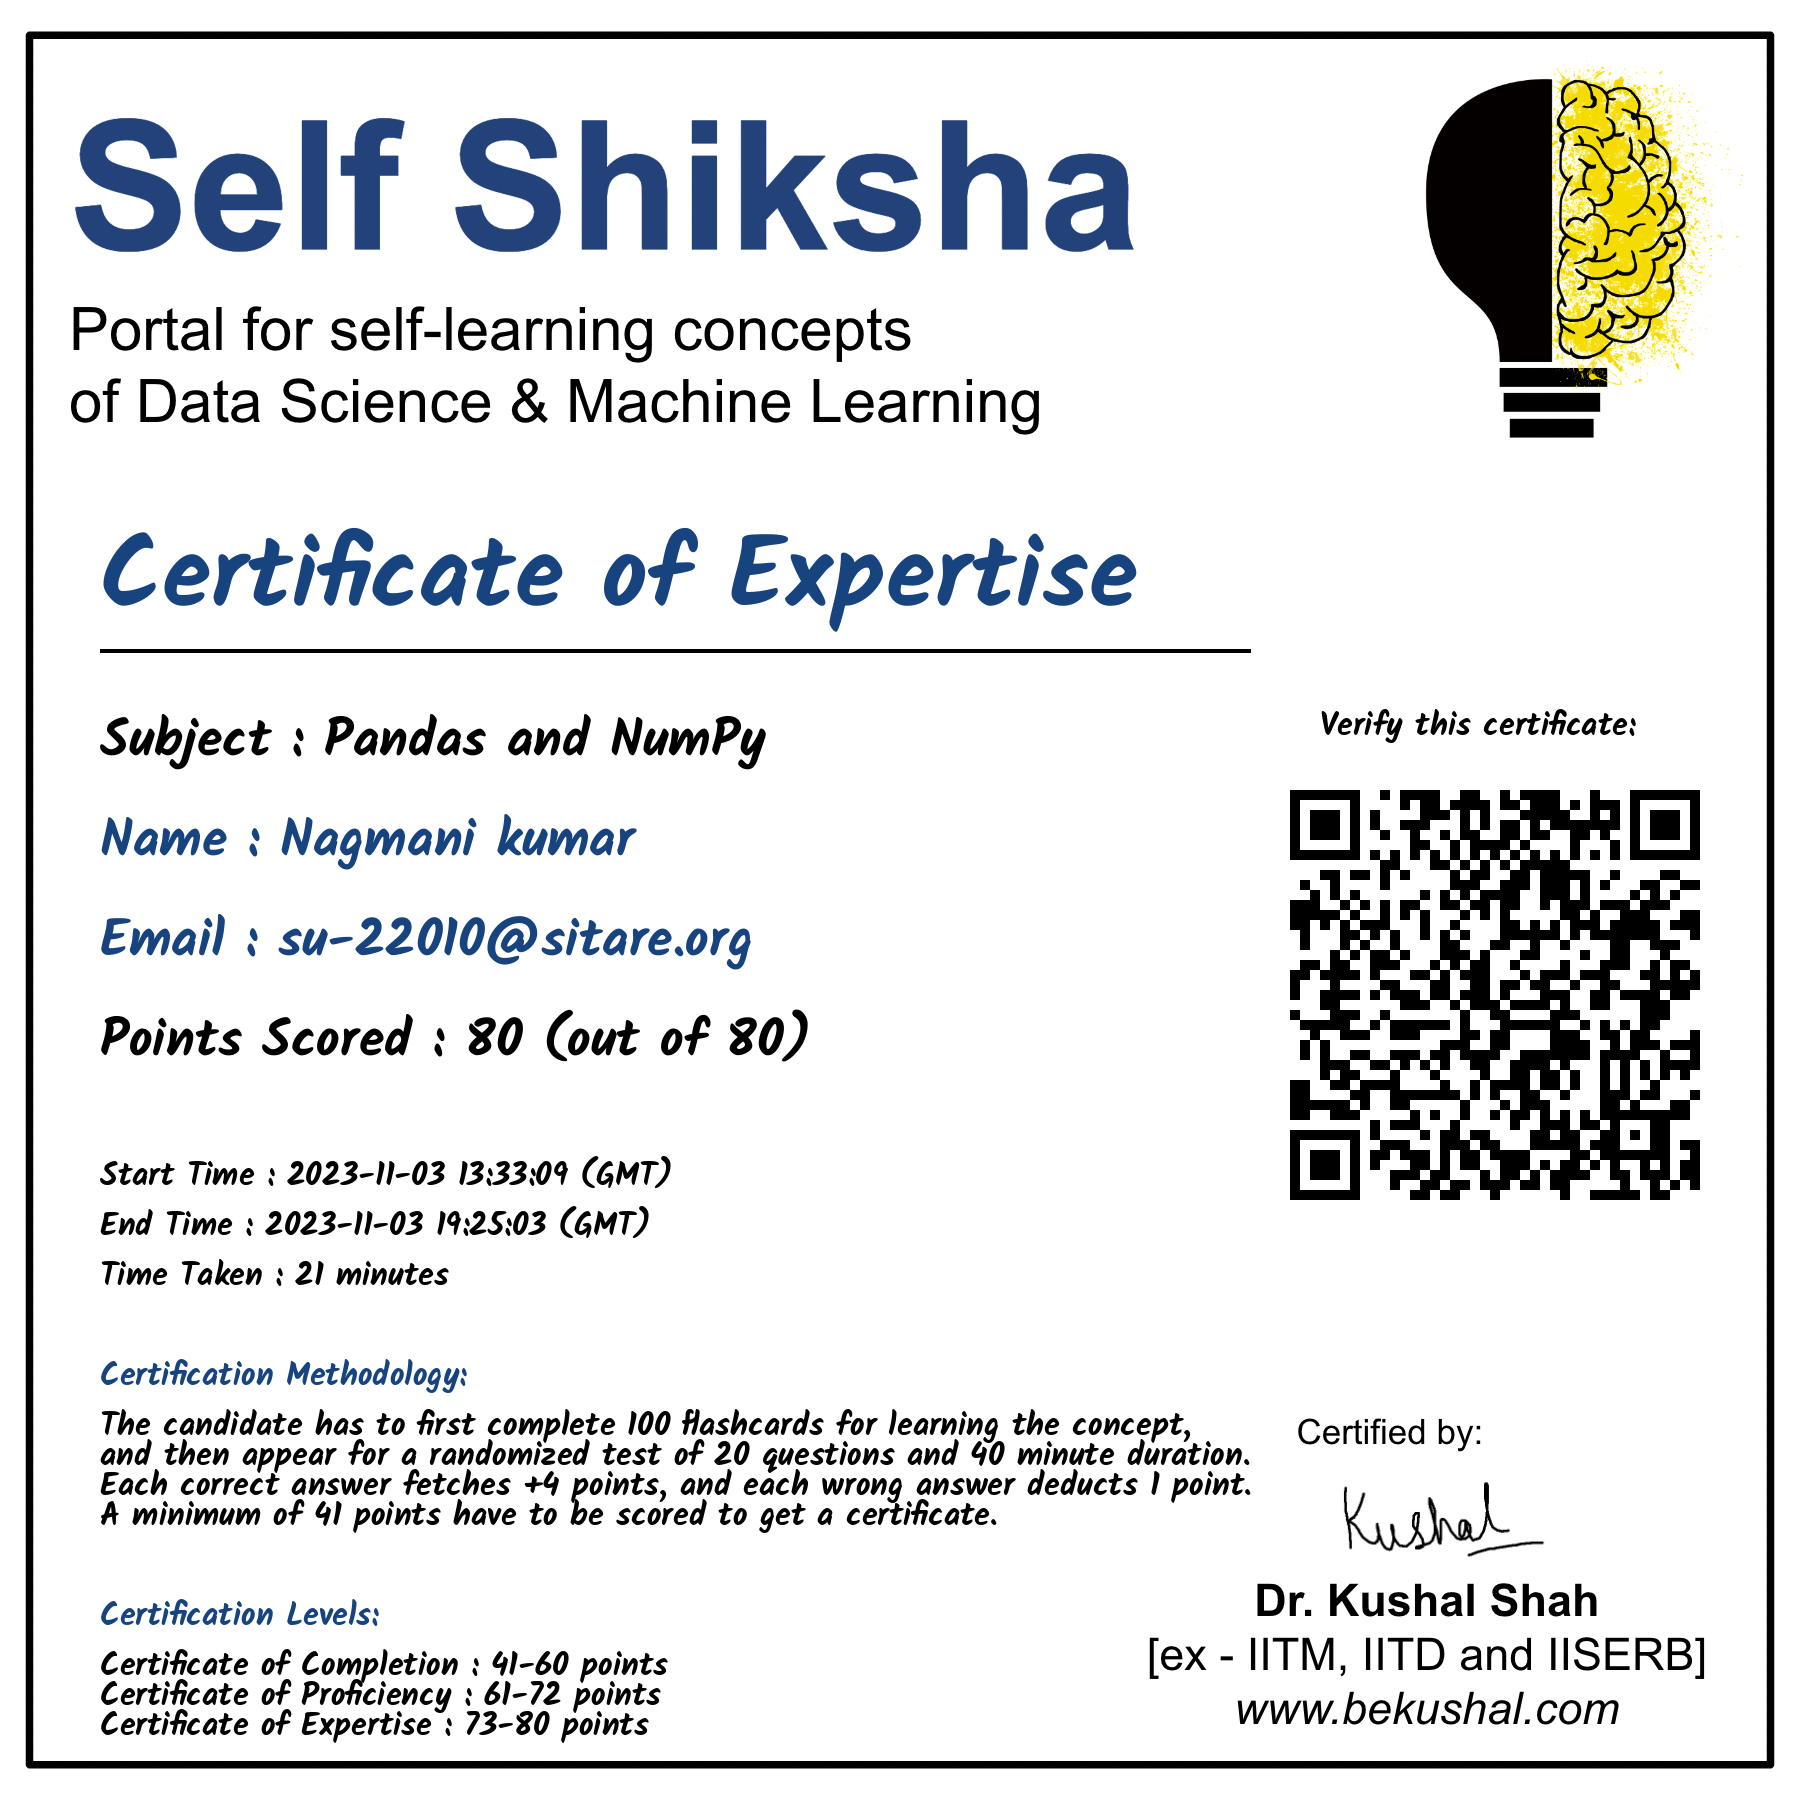 Self Shiksha
Portal for self-learning concepts
of Data Science & Machine Learning
Certificate of Expertise
Subject : Pandas and NumPy
Name : Nagmani kumar
Email : su-22010@sitare.org
Points Scored : 80 (out of 80)
Verify this certificate:
Start Time : 2023-11-03 13:33:09 (GMT)
End Time : 2023-11-03 19:25:03 (GMT)
Time Taken : 21 minutes
Certification Methodology:
The candidate has to first complete 100 flashcards for learning the concept,
and then appear for a randomized test of 20 questions and 40 minute duration.
Each correct answer fetches +4 points, and each wrong answer deducts 1 point.
A minimum of 41 points have to be scored to get a certificate.
Certification Levels:
Certificate of Completion : 41-60 points
Certificate of Proficiency : 61-72 points
Certificate of Expertise : 73-80 points
Certified by:
Kushal
Dr. Kushal Shah
[ex - IITM, IITD and IISERB]
www.bekushal.com